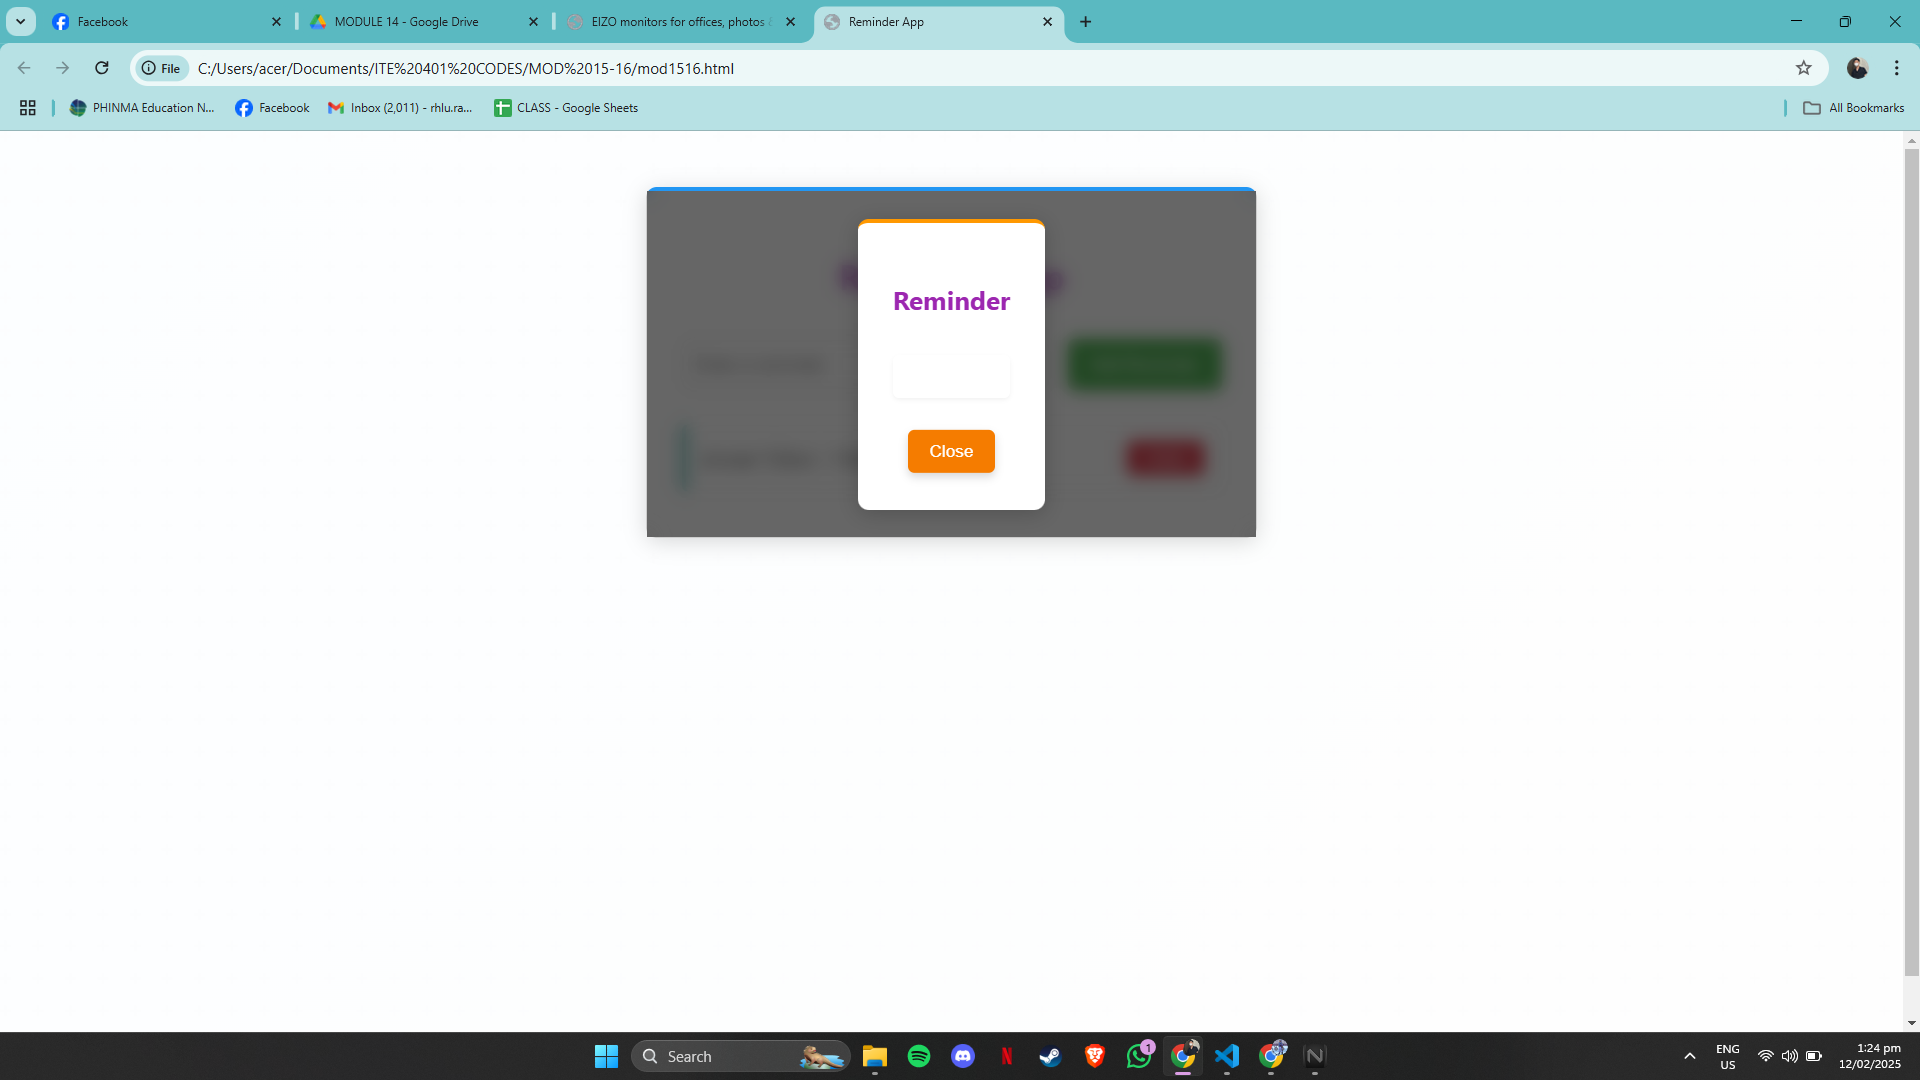 Facebook
MODULE 14 - Google Drive
EIZO monitors for offices, photos
Reminder App
File
C:/Users/acer/Documents/ITE%20401%20CODES/MOD%2015-16/mod1516.html
PHINMA Education N...
Facebook
Inbox (2,011) - rhlu.ra...
CLASS - Google Sheets
All Bookmarks
Reminder
Close
Search
1
ENG
US
1:24 pm
12/02/2025